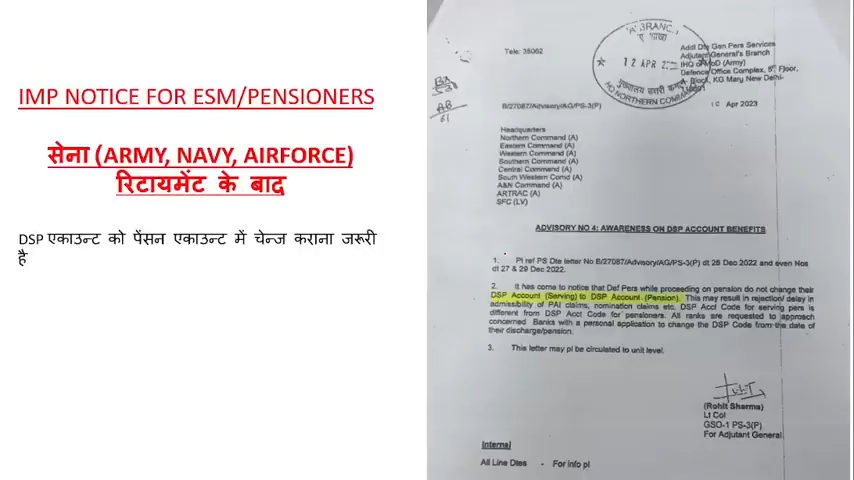 IMP NOTICE FOR ESM/PENSIONERS
सेना (ARMY, NAVY, AIRFORCE)
रिटायमेंट के बाद
DSP एकाउन्ट को पेंसन एकाउन्ट में चेन्ज कराना जरूरी
है
Tele: 35062
Addl Dte Gen Pers Services
Adjutant General's Branch
IHQ of MoD (Army)
Defence Office Complex, 5th Floor,
A Block, KG Marg New Delhi-
12 APR
B/27087/Advisory/AG/PS-3(P)
Apr 2023
Headquarters
Northern Command (A)
Eastern Command (A)
Western Command (A)
Southern Command (A)
Central Command (A)
South Western Comd (A)
A&N Command (A)
ARTRAC (A)
SFC (LV)
ADVISORY NO 4: AWARENESS ON DSP ACCOUNT BENEFITS
1. Pl ref PS Dte letter No B/27087/Advisory/AG/PS-3(P) dt 26 Dec 2022 and even Nos
dt 27 & 29 Dec 2022.
2. It has come to notice that Def Pers while proceeding on pension do not change their
DSP Account (Serving) to DSP Account (Pension). This may result in rejection/ delay in
admissibility of PAI claims, nomination claims etc. DSP Acct Code for serving pers is
different from DSP Acct Code for pensioners. All ranks are requested to approach
concerned Banks with a personal application to change the DSP Code from the date of
their discharge/pension.
3. This letter may pl be circulated to unit level.
(Rohit Sharma)
Lt Col
GSO-1 PS-3(P)
For Adjutant General
Internal
All Line Dtes - For info pl